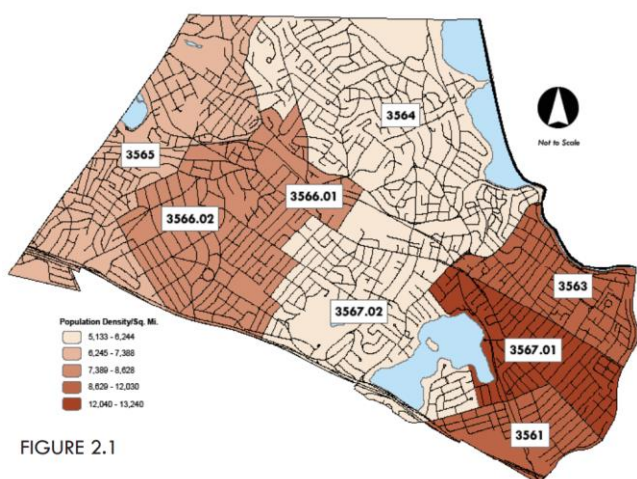 3564
Not to Scale
3565
3566.01
3566.02
3563
3567.02
3567.01
Population Density/Sq. Mi.
5,133 - 6,244
6,245 - 7,388
7,389 - 8,628
8,629 - 12,030
12,040 - 13,240
3561
FIGURE 2.1